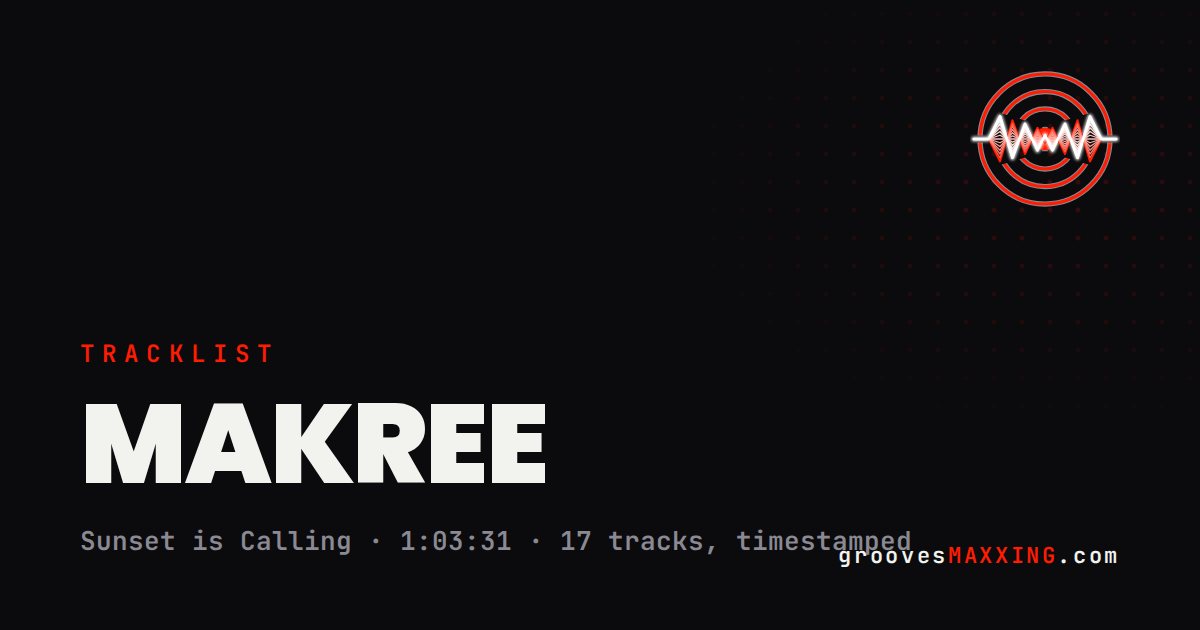 TRACKLIST
MAKREE
Sunset is Calling · 1:03:31 · 17 tracks, timestamped
groovesMAXXING.com